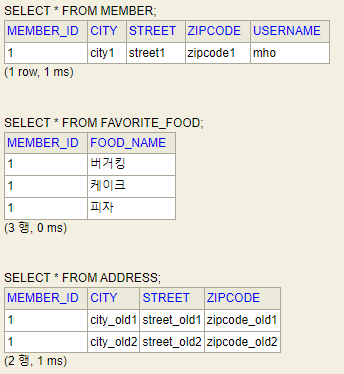 SELECT * FROM MEMBER;
MEMBER_ID CITY STREET ZIPCODE USERNAME
1 city1 street1 zipcode1 mho
(1 row, 1 ms)
SELECT * FROM FAVORITE_FOOD;
MEMBER_ID FOOD_NAME
1 버거킹
1 케이크
1 피자
(3 행, 0 ms)
SELECT * FROM ADDRESS;
MEMBER_ID CITY STREET ZIPCODE
1 city_old1 street_old1 zipcode_old1
1 city_old2 street_old2 zipcode_old2
(2 행, 1 ms)